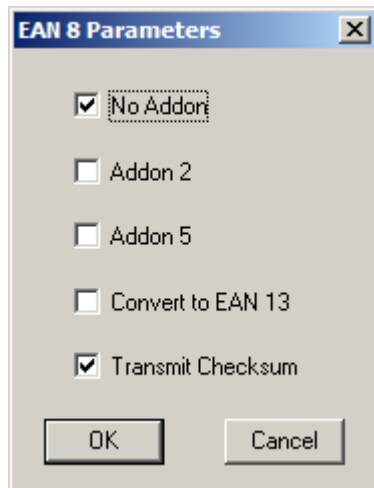 EAN 8 Parameters
No Addon
Addon 2
Addon 5
Convert to EAN 13
Transmit Checksum
OK Cancel